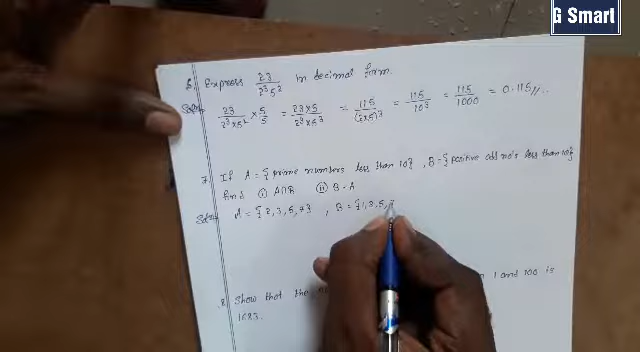 G Smart
5. Express 23/2³5² in decimal form.
Soln:- 23/2³×5² × 5/5 = 23×5/2³×5³ = 115/(2×5)³ = 115/10³ = 115/1000 = 0.115//..
7. If A = { prime numbers less than 10}, B = { positive odd no's less than 10}
find (i) A∩B (ii) B-A
Soln:- A = { 2, 3, 5, 7}, B = { 1, 3, 5, 7
8. Show that the 1 and 100 is
1683.